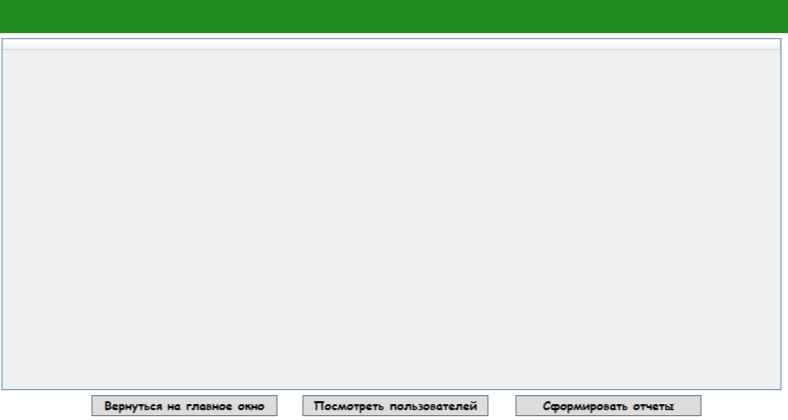 Вернуться на главное окно
Посмотреть пользователей
Сформировать отчеты